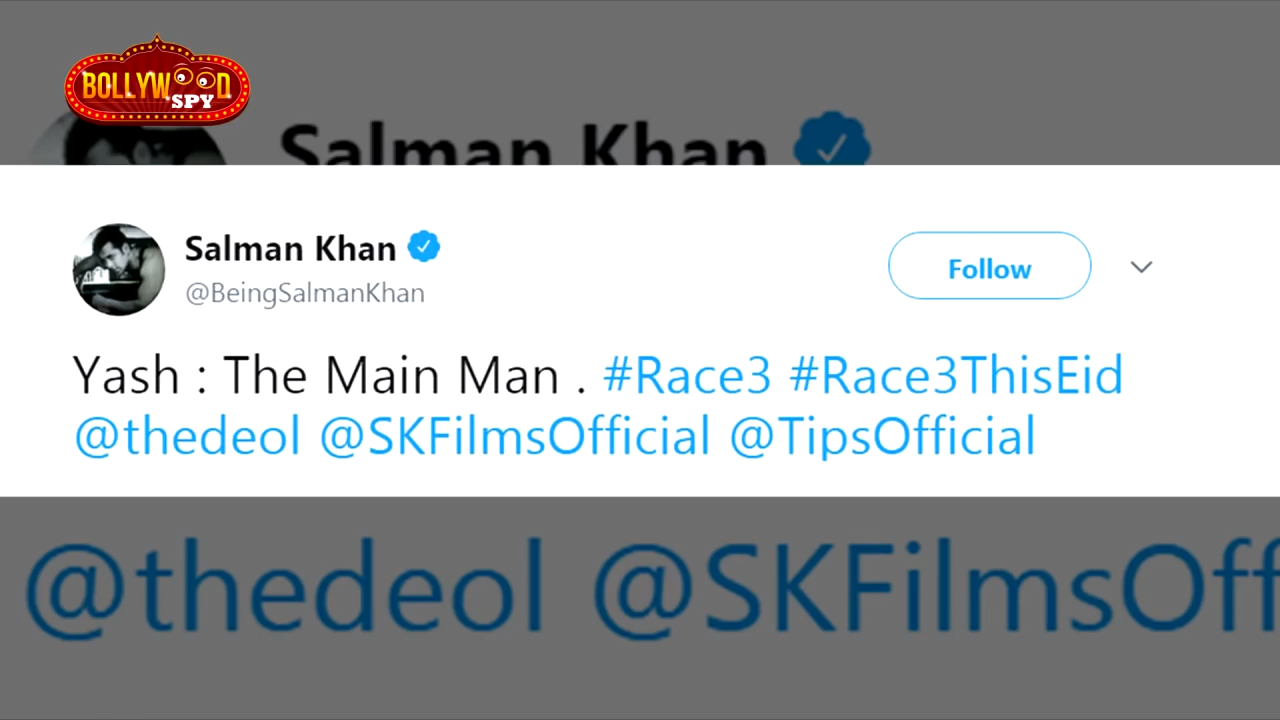 BOLLYWOOD
SPY
Salman Khan
Salman Khan
@BeingSalmanKhan
Follow
Yash : The Main Man . #Race3 #Race3ThisEid
@thedeol @SKFilmsOfficial @TipsOfficial
@thedeol @SKFilmsOff